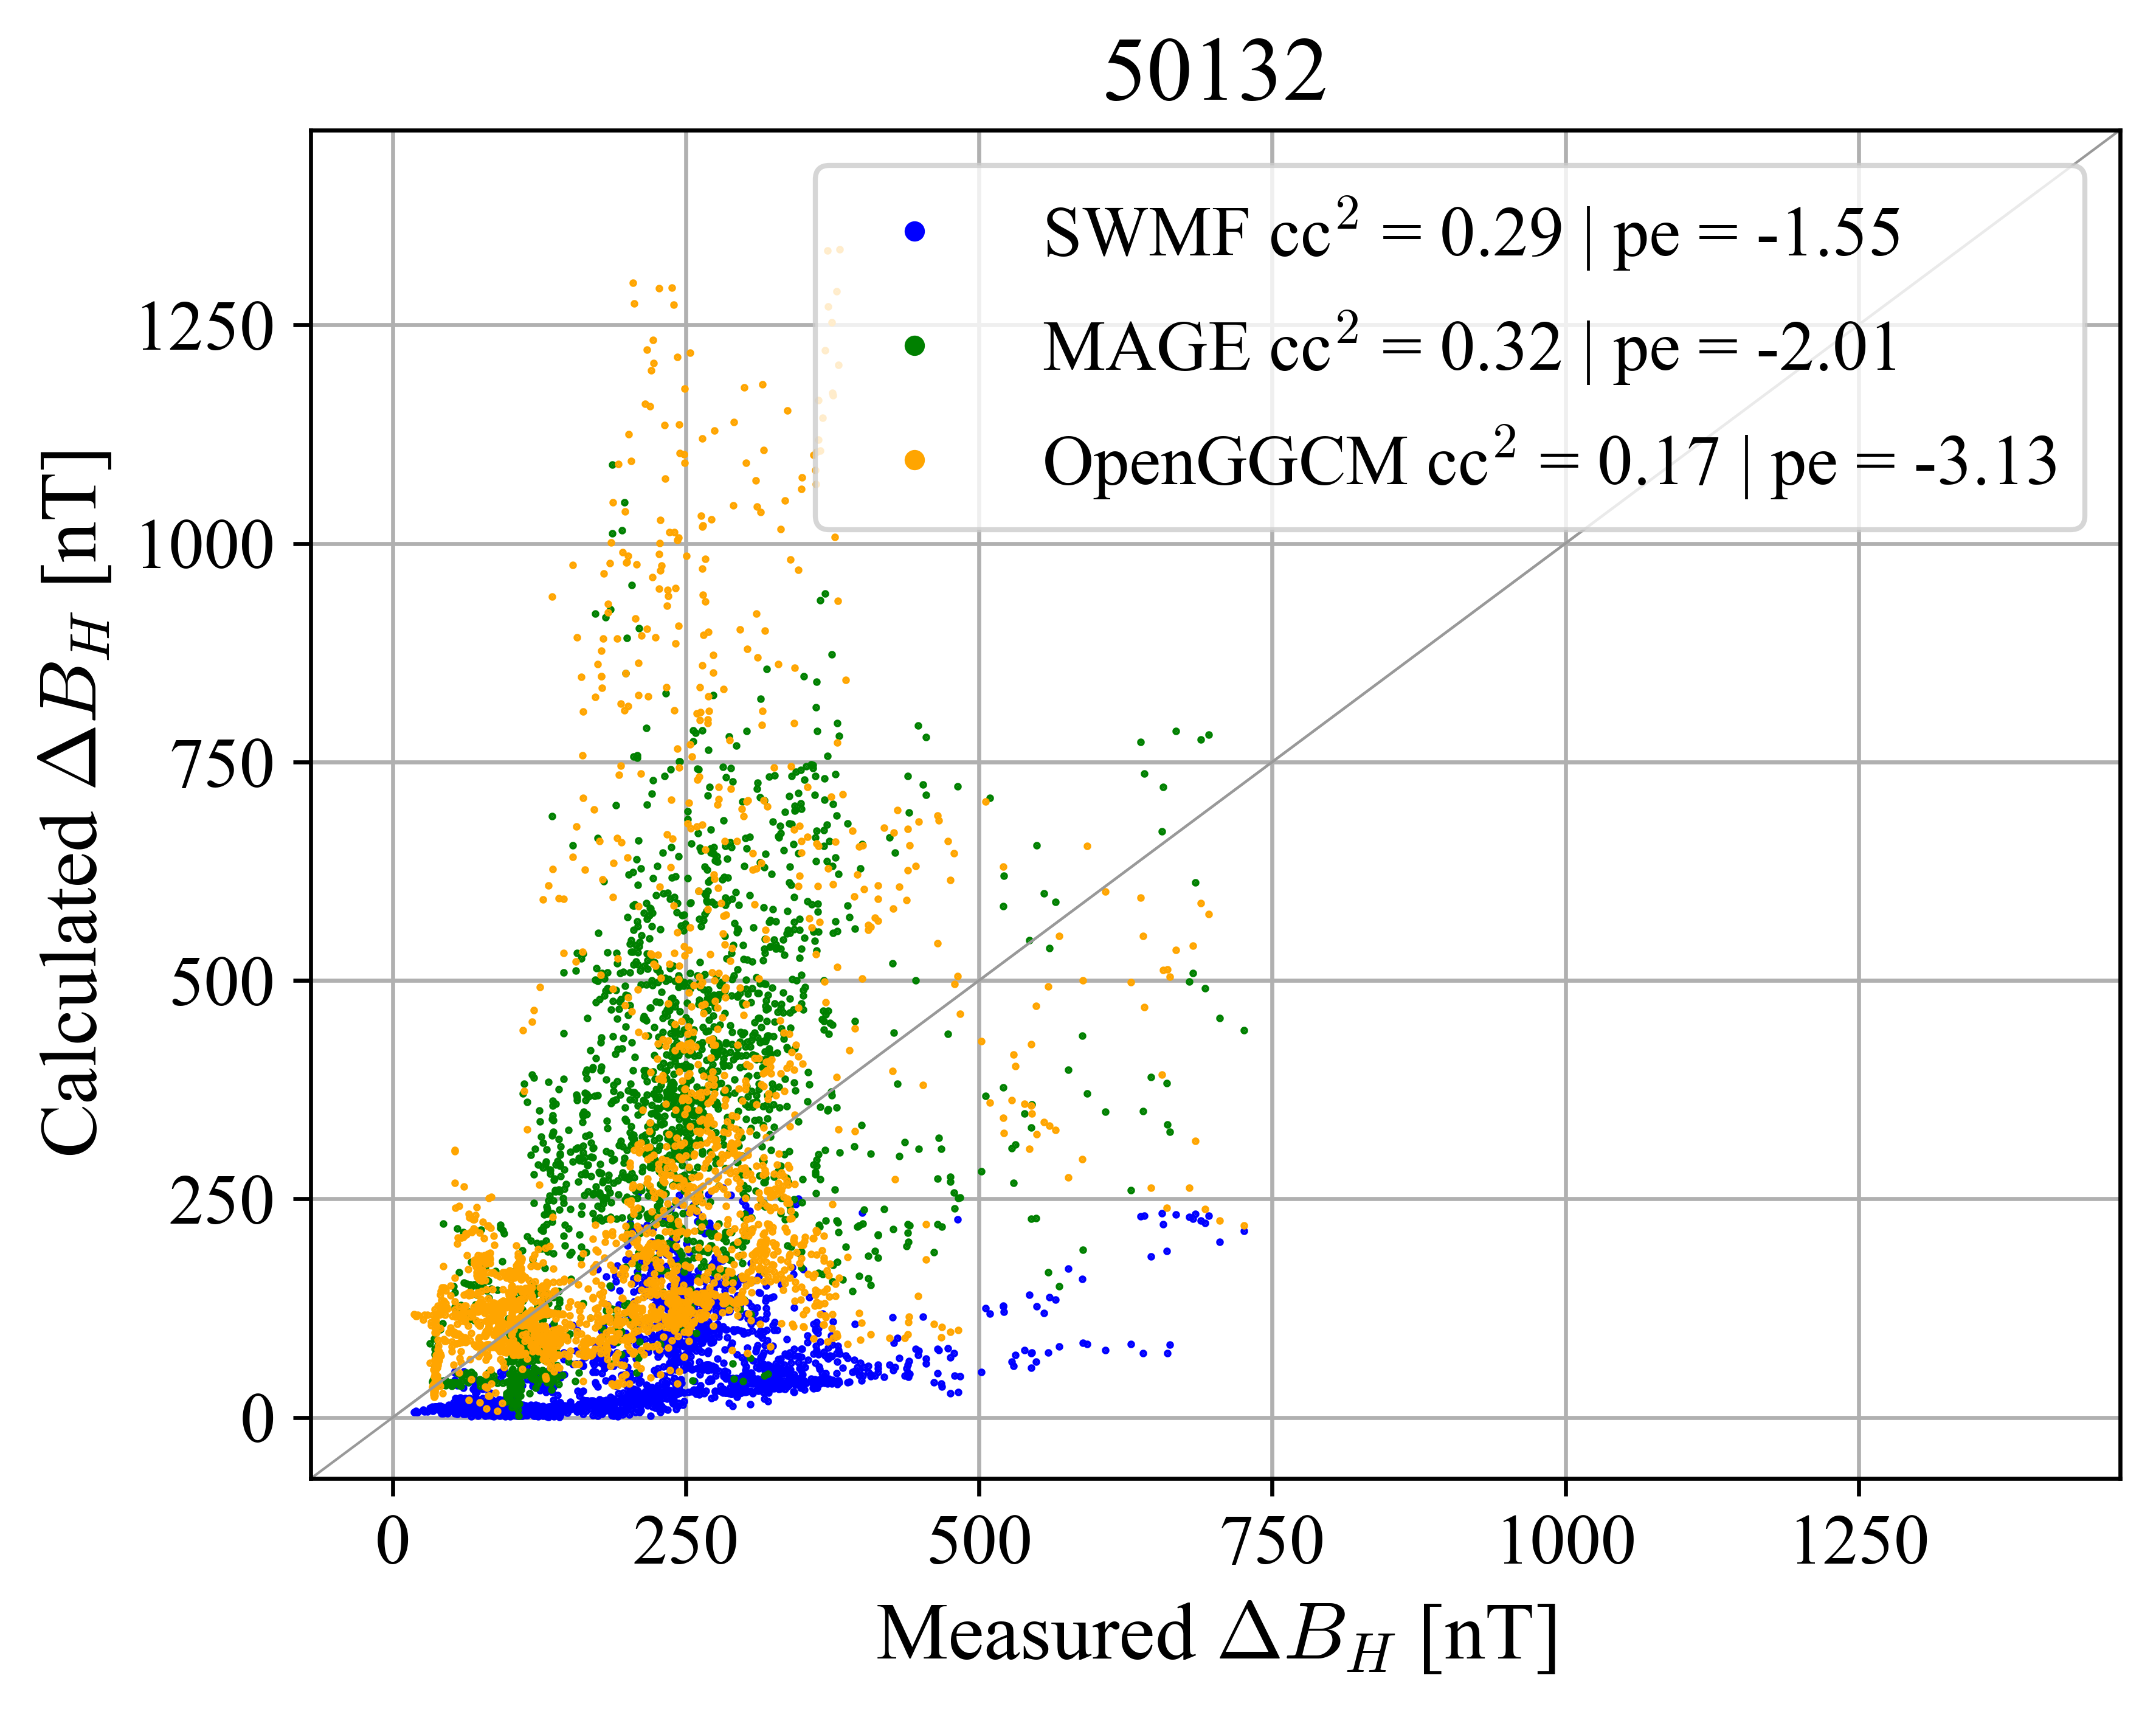 50132
SWMF cc² = 0.29 | pe = -1.55
MAGE cc² = 0.32 | pe = -2.01
OpenGGCM cc² = 0.17 | pe = -3.13
Calculated ΔB_H [nT]
1250
1000
750
500
250
0
0 250 500 750 1000 1250
Measured ΔB_H [nT]